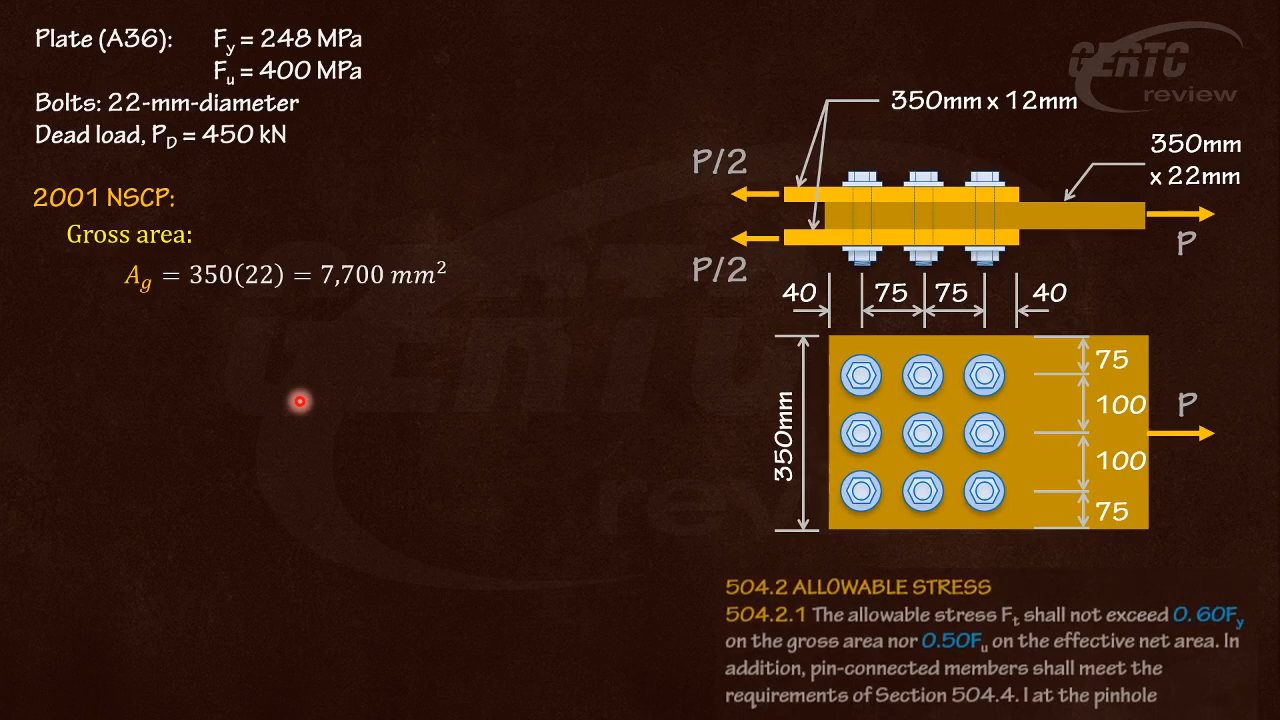 Plate (A36): F_y = 248 MPa
F_u = 400 MPa
Bolts: 22-mm-diameter
Dead load, P_D = 450 kN
2001 NSCP:
Gross area:
A_g = 350(22) = 7,700 mm²
GERTC
review
350mm x 12mm
350mm
x 22mm
P/2
P/2
P
40 75 75 40
350mm
75
100
100
75
P
504.2 ALLOWABLE STRESS
504.2.1 The allowable stress F_t shall not exceed 0.60F_y
on the gross area nor 0.50F_u on the effective net area. In
addition, pin-connected members shall meet the
requirements of Section 504.4.1 at the pinhole